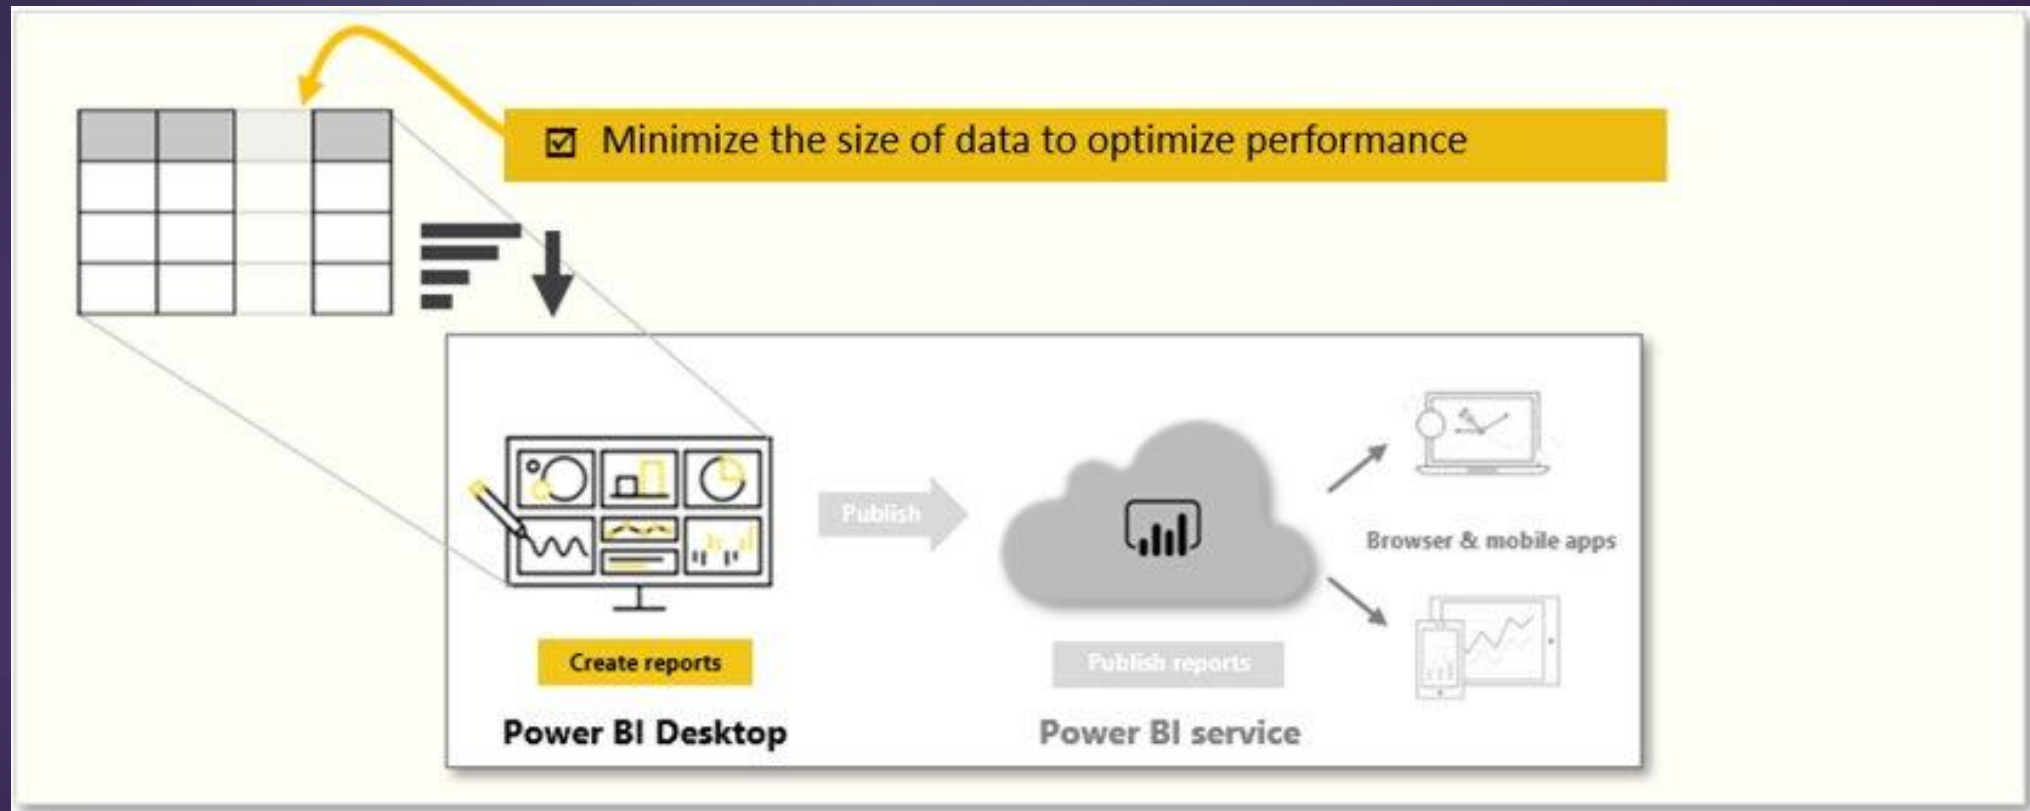 Minimize the size of data to optimize performance
Publish
Browser & mobile apps
Create reports
Publish reports
Power BI Desktop
Power BI service